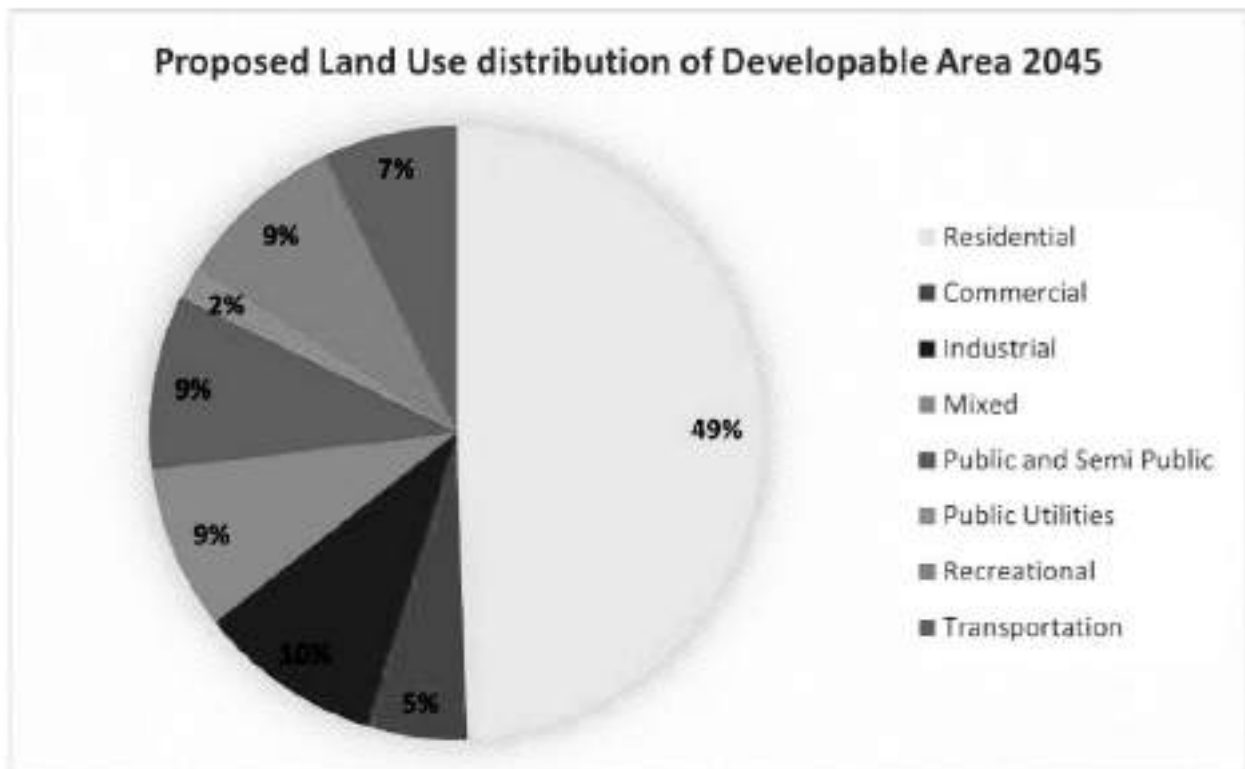 Proposed Land Use distribution of Developable Area 2045
7%
9%
2%
9%
9%
10%
5%
49%
Residential
Commercial
Industrial
Mixed
Public and Semi Public
Public Utilities
Recreational
Transportation